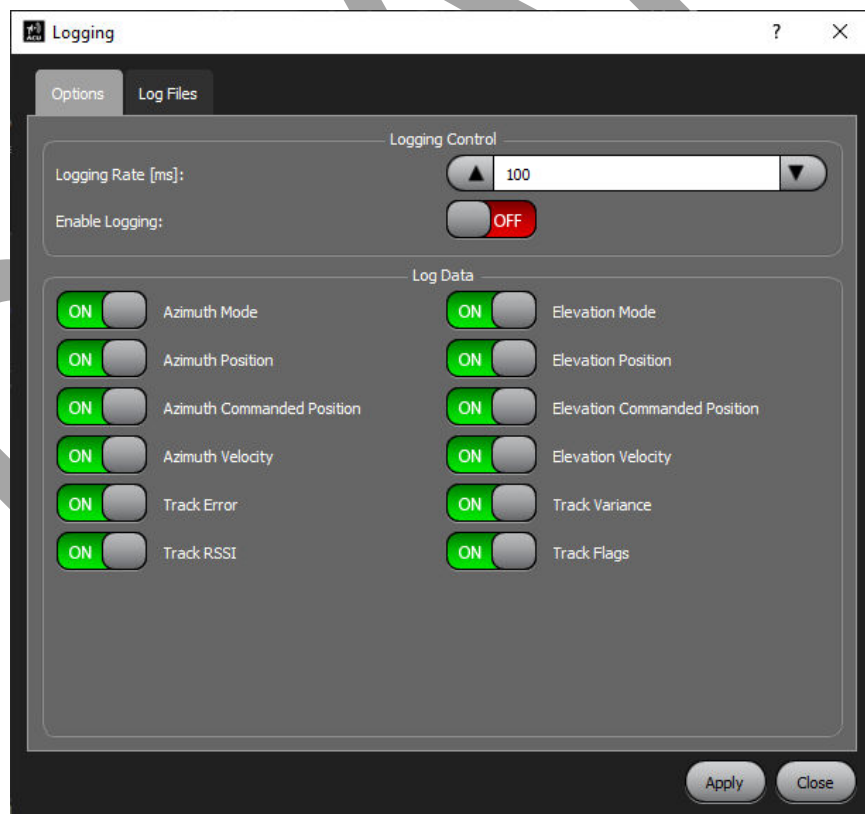 ACU Logging ?
Options Log Files
Logging Control
Logging Rate [ms]: 100
Enable Logging: OFF
Log Data
ON Azimuth Mode ON Elevation Mode
ON Azimuth Position ON Elevation Position
ON Azimuth Commanded Position ON Elevation Commanded Position
ON Azimuth Velocity ON Elevation Velocity
ON Track Error ON Track Variance
ON Track RSSI ON Track Flags
Apply Close